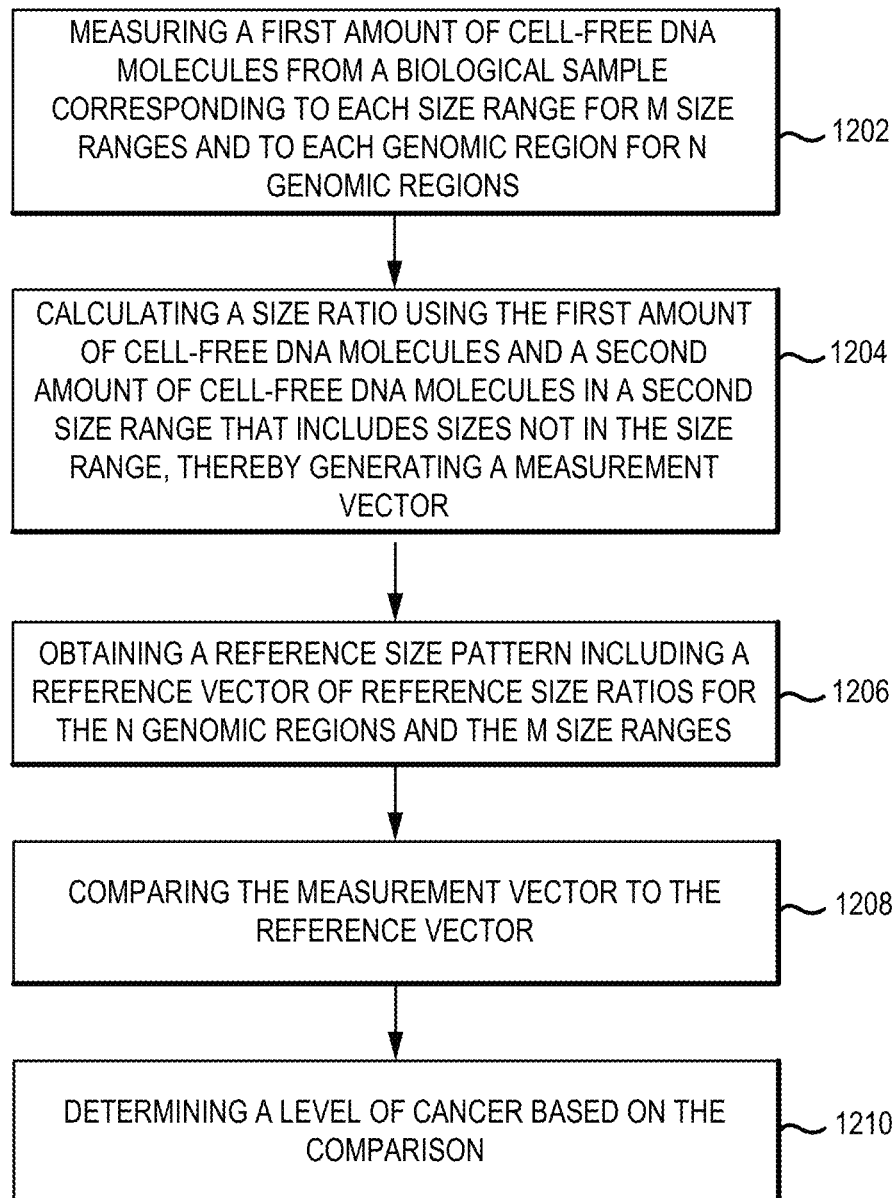 MEASURING A FIRST AMOUNT OF CELL-FREE DNA
MOLECULES FROM A BIOLOGICAL SAMPLE
CORRESPONDING TO EACH SIZE RANGE FOR M SIZE
RANGES AND TO EACH GENOMIC REGION FOR N
GENOMIC REGIONS
1202
CALCULATING A SIZE RATIO USING THE FIRST AMOUNT
OF CELL-FREE DNA MOLECULES AND A SECOND
AMOUNT OF CELL-FREE DNA MOLECULES IN A SECOND
SIZE RANGE THAT INCLUDES SIZES NOT IN THE SIZE
RANGE, THEREBY GENERATING A MEASUREMENT
VECTOR
1204
OBTAINING A REFERENCE SIZE PATTERN INCLUDING A
REFERENCE VECTOR OF REFERENCE SIZE RATIOS FOR
THE N GENOMIC REGIONS AND THE M SIZE RANGES
1206
COMPARING THE MEASUREMENT VECTOR TO THE
REFERENCE VECTOR
1208
DETERMINING A LEVEL OF CANCER BASED ON THE
COMPARISON
1210